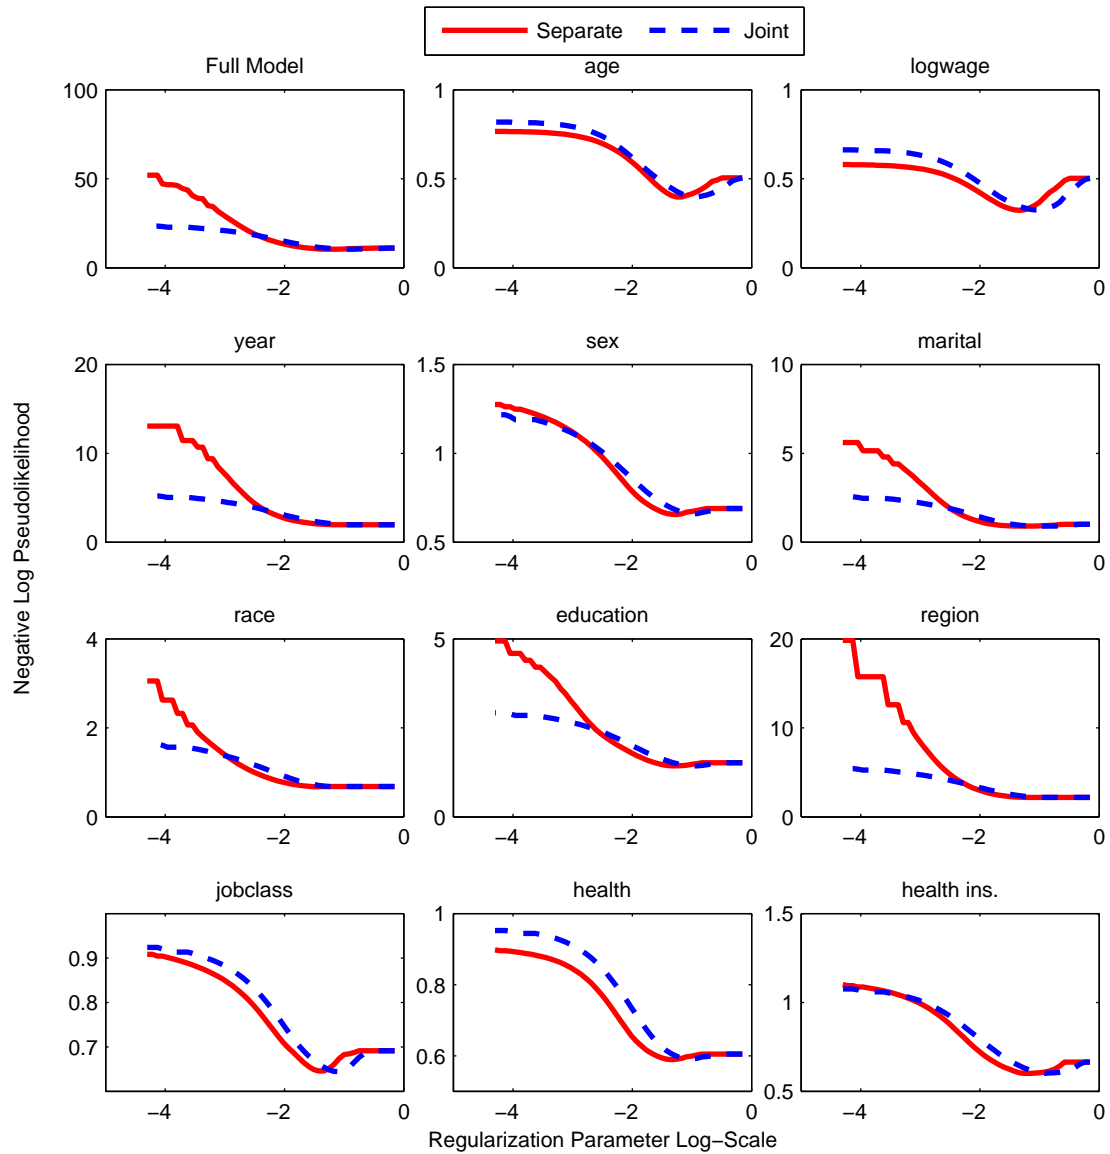 Separate Joint
Full Model age logwage
100 1 1
50 0.5 0.5
0 0 0
−4 −2 0 −4 −2 0 −4 −2 0
year sex marital
20 1.5 10
10 1 5
0 0.5 0
−4 −2 0 −4 −2 0 −4 −2 0
Negative Log Pseudolikelihood
race education region
4 5 20
2 10
0 0 0
−4 −2 0 −4 −2 0 −4 −2 0
jobclass health health ins.
1 1.5
0.9
0.8 0.8 1
0.7
0.6 0.5
−4 −2 0 −4 −2 0 −4 −2 0
Regularization Parameter Log−Scale